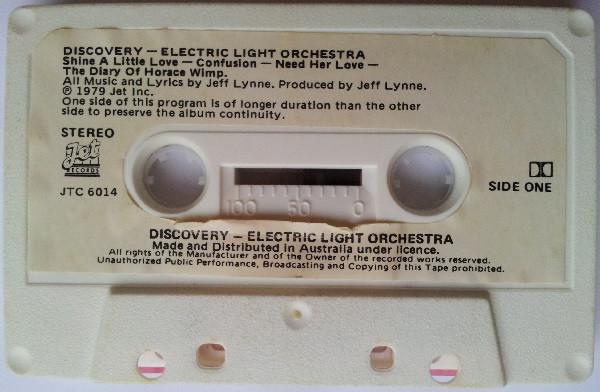 DISCOVERY — ELECTRIC LIGHT ORCHESTRA
Shine A Little Love — Confusion — Need Her Love —
The Diary Of Horace Wimp.
All Music and Lyrics by Jeff Lynne. Produced by Jeff Lynne.
℗ 1979 Jet Inc.
One side of this program is of longer duration than the other
side to preserve the album continuity.
STEREO
Jet
RECORDS
JTC 6014
SIDE ONE
100 50 0
DISCOVERY — ELECTRIC LIGHT ORCHESTRA
Made and Distributed in Australia under licence.
All rights of the Manufacturer and of the Owner of the recorded works reserved.
Unauthorized Public Performance, Broadcasting and Copying of this Tape prohibited.